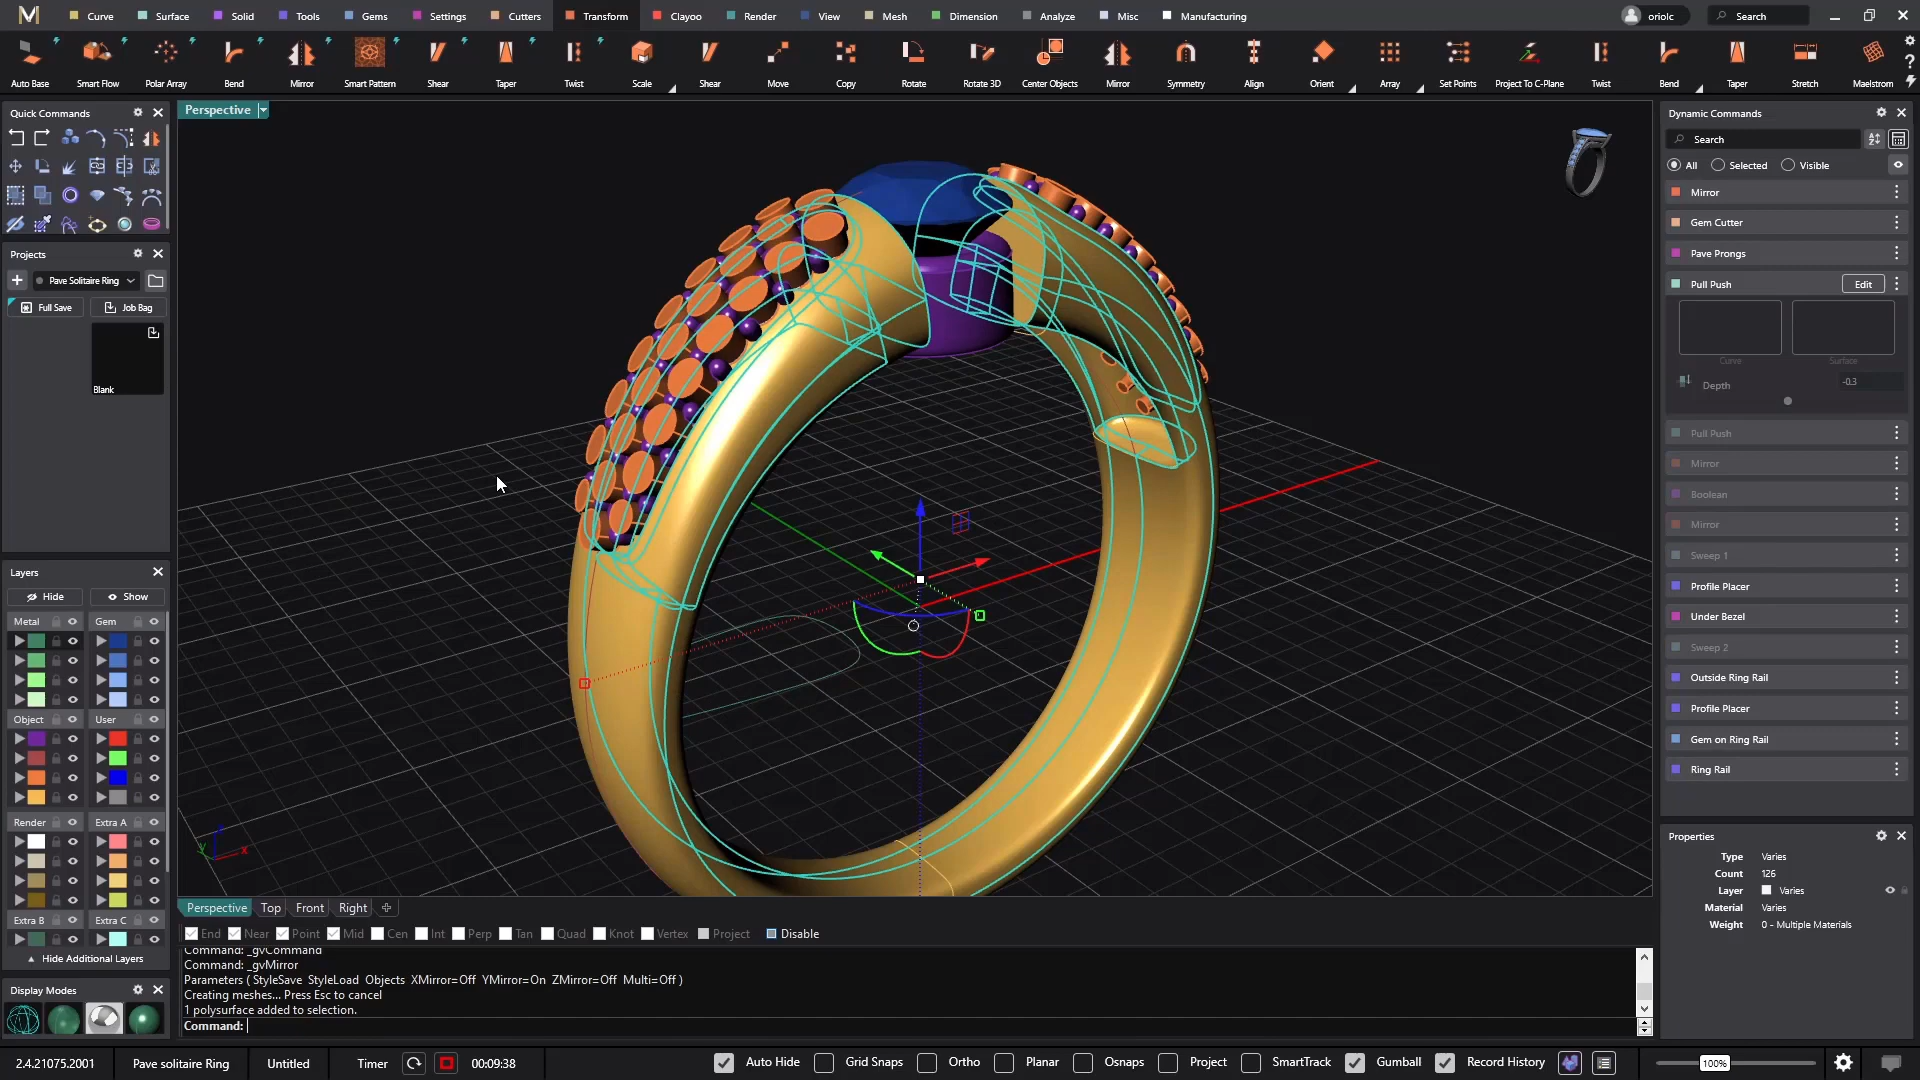 Curve Surface Solid Tools Gems Settings Cutters Transform Clayoo Render View Mesh Dimension Analyze Misc Manufacturing oriolc Search
Auto Base Smart Flow Polar Array Bend Mirror Smart Pattern Shear Taper Twist Scale Shear Move Copy Rotate Rotate 3D Center Objects Mirror Symmetry Align Orient Array Set Points Project To C-Plane Twist Bend Taper Stretch Maelstrom
Quick Commands
Projects
Pave Solitaire Ring
Full Save Job Bag
Blank
Layers
Hide Show
Metal Gem
Object User
Render Extra A
Extra B Extra C
Hide Additional Layers
Display Modes
Perspective
x
y
Perspective Top Front Right
End Near Point Mid Cen Int Perp Tan Quad Knot Vertex Project Disable
Command: _gvCommand
Command: _gvMirror
Parameters ( StyleSave StyleLoad Objects XMirror=Off YMirror=On ZMirror=Off Multi=Off )
Creating meshes... Press Esc to cancel
1 polysurface added to selection.
Command:
Dynamic Commands
Search
All Selected Visible
Mirror
Gem Cutter
Pave Prongs
Pull Push Edit
Curve Surface
Depth -0.3
Pull Push
Mirror
Boolean
Mirror
Sweep 1
Profile Placer
Under Bezel
Sweep 2
Outside Ring Rail
Profile Placer
Gem on Ring Rail
Ring Rail
Properties
Type Varies
Count 126
Layer Varies
Material Varies
Weight 0 - Multiple Materials
2.4.21075.2001 Pave solitaire Ring Untitled Timer 00:09:38 Auto Hide Grid Snaps Ortho Planar Osnaps Project SmartTrack Gumball Record History 100%